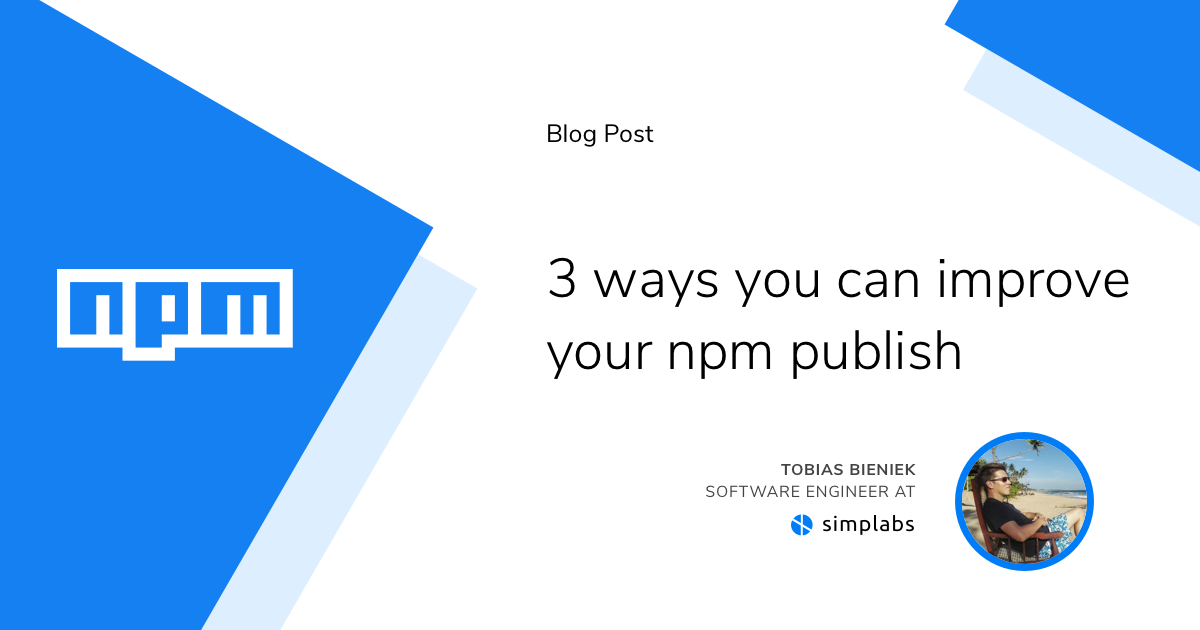 npm
Blog Post
3 ways you can improve
your npm publish
TOBIAS BIENIEK
SOFTWARE ENGINEER AT
simplabs